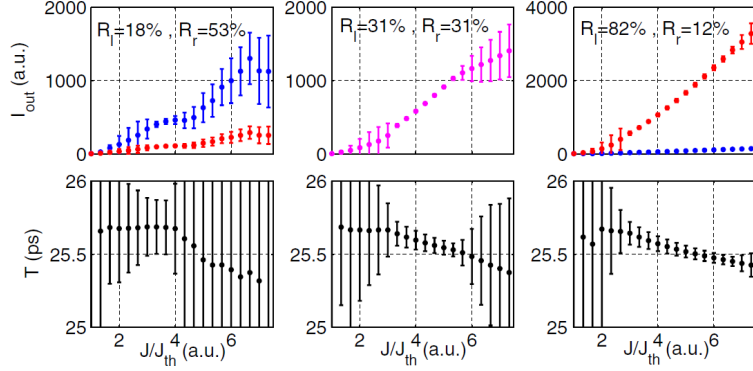 R_l=18% , R_r=53%
R_l=31% , R_r=31%
R_l=82% , R_r=12%
I_out (a.u.)
2000
1000
0
2000
1000
0
4000
2000
0
T (ps)
26
25.5
25
26
25.5
25
26
25.5
25
2 4 6
2 4 6
2 4 6
J/J_th (a.u.)
J/J_th (a.u.)
J/J_th (a.u.)